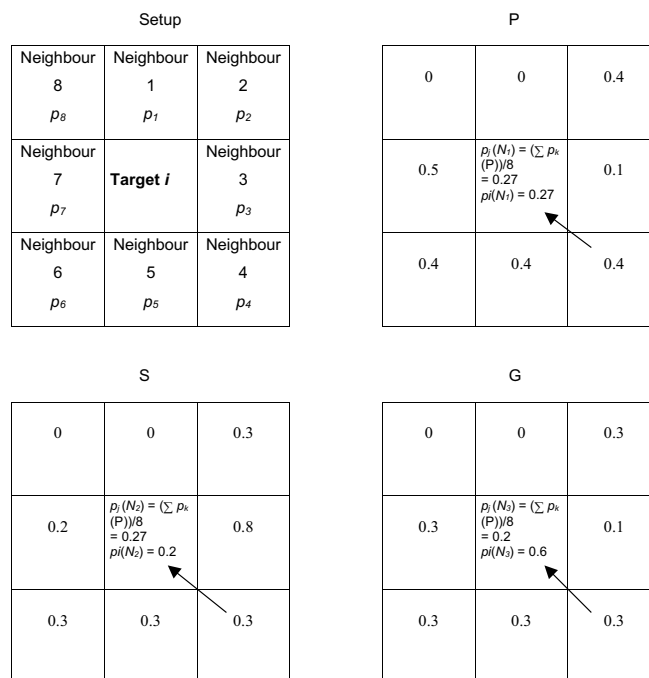 Setup
Neighbour Neighbour Neighbour
8 1 2
p₈ p₁ p₂
Neighbour Neighbour
7 Target i 3
p₇ p₃
Neighbour Neighbour Neighbour
6 5 4
p₆ p₅ p₄
P
0 0 0.4
pⱼ (N₁) = (∑ pₖ
(P))/8
0.5 0.1
= 0.27
pi(N₁) = 0.27
0.4 0.4 0.4
S
0 0 0.3
pⱼ (N₂) = (∑ pₖ
(P))/8
0.2 0.8
= 0.27
pi(N₂) = 0.2
0.3 0.3 0.3
G
0 0 0.3
pⱼ (N₃) = (∑ pₖ
(P))/8
0.3 0.1
= 0.2
pi(N₃) = 0.6
0.3 0.3 0.3